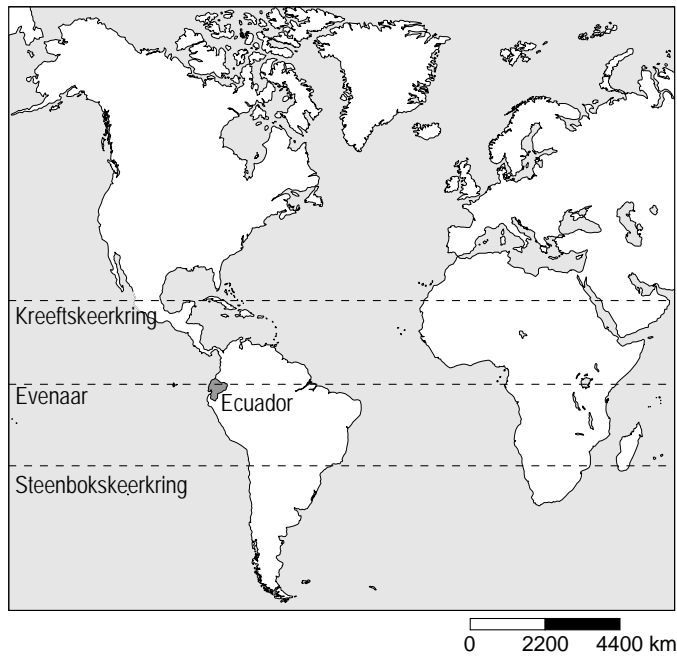 Kreeftskeerkring
Evenaar
Ecuador
Steenbokskeerkring
0 2200 4400 km